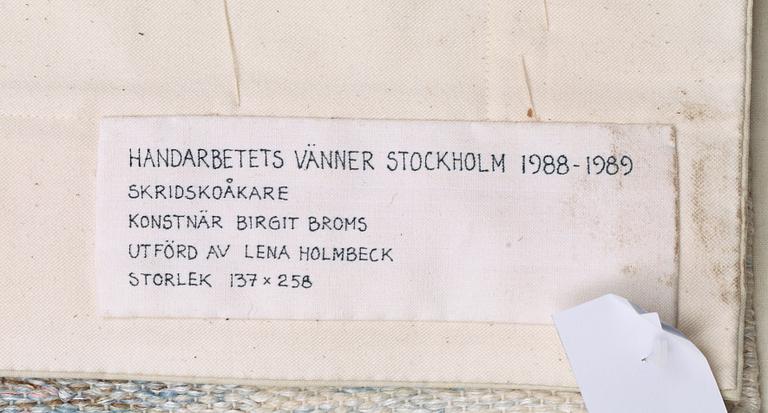 HANDARBETETS VÄNNER STOCKHOLM 1988-1989
SKRIDSKOÅKARE
KONSTNÄR BIRGIT BROMS
UTFÖRD AV LENA HOLMBECK
STORLEK 137 x 258